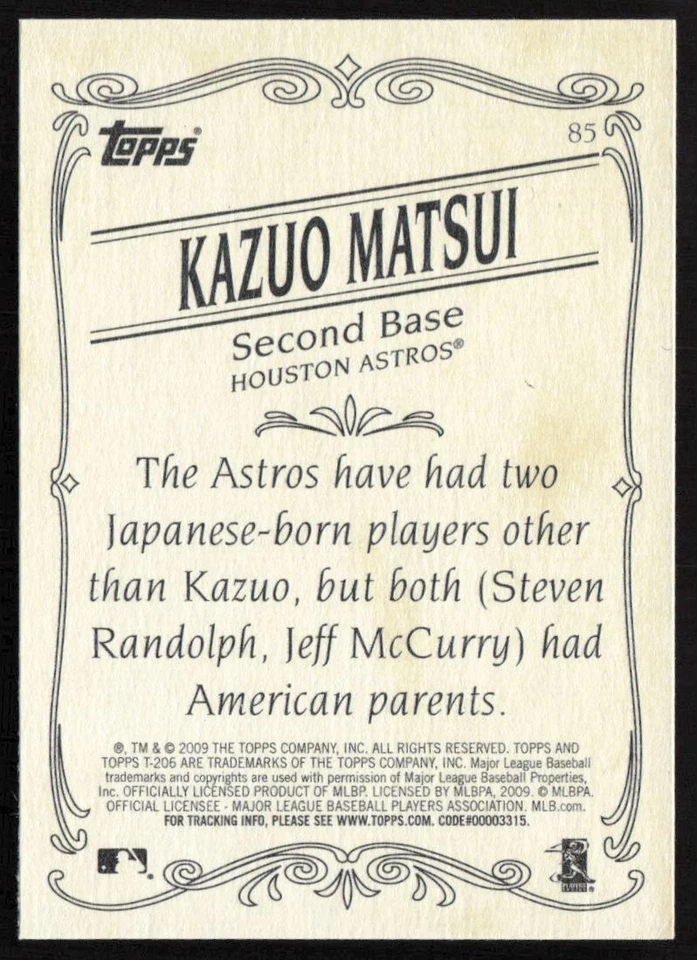 Topps®
85
KAZUO MATSUI
Second Base
HOUSTON ASTROS®
The Astros have had two
Japanese-born players other
than Kazuo, but both (Steven
Randolph, Jeff McCurry) had
American parents.
®, TM & © 2009 THE TOPPS COMPANY, INC. ALL RIGHTS RESERVED. TOPPS AND
TOPPS T-206 ARE TRADEMARKS OF THE TOPPS COMPANY, INC. Major League Baseball
trademarks and copyrights are used with permission of Major League Baseball Properties,
Inc. OFFICIALLY LICENSED PRODUCT OF MLBP. LICENSED BY MLBPA, 2009. © MLBPA.
OFFICIAL LICENSEE - MAJOR LEAGUE BASEBALL PLAYERS ASSOCIATION. MLB.com.
FOR TRACKING INFO, PLEASE SEE WWW.TOPPS.COM. CODE#00003315.